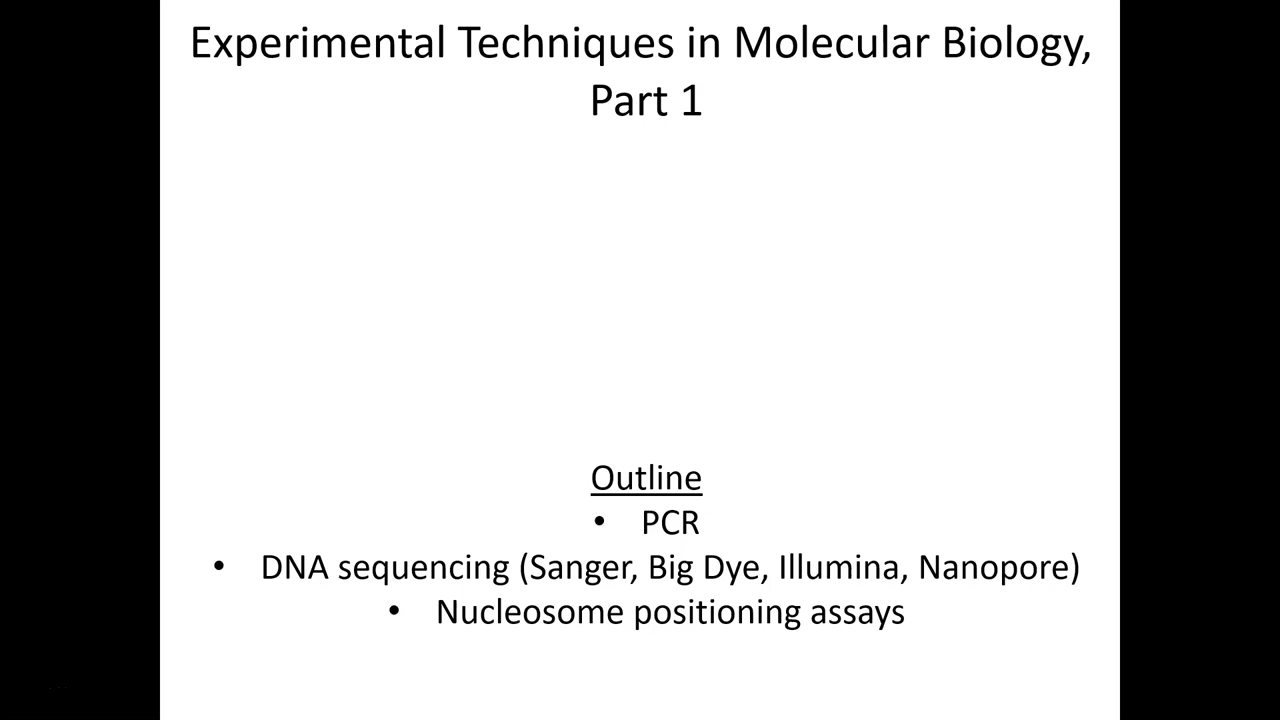 Experimental Techniques in Molecular Biology,
Part 1
Outline
• PCR
• DNA sequencing (Sanger, Big Dye, Illumina, Nanopore)
• Nucleosome positioning assays